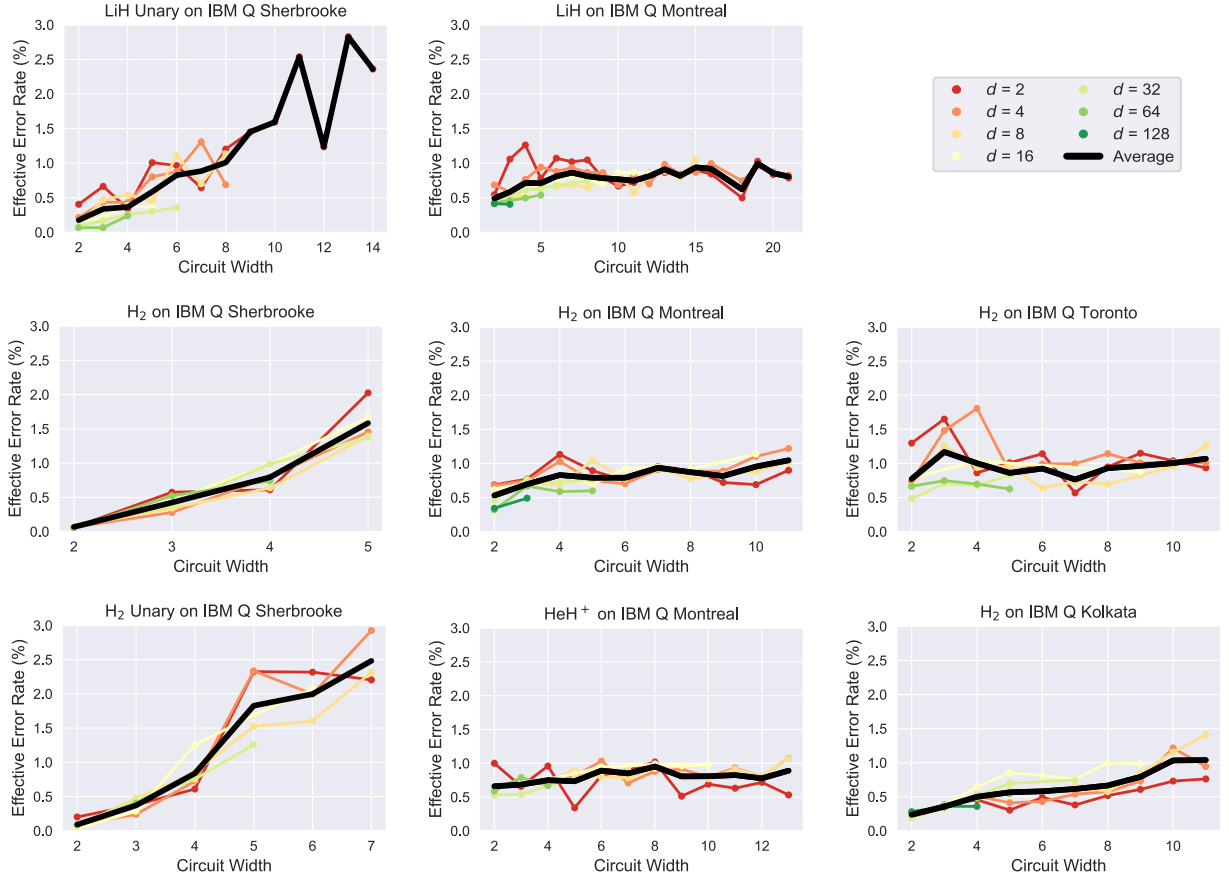 LiH Unary on IBM Q Sherbrooke
3.0
2.5
2.0
1.5
1.0
0.5
0.0
Effective Error Rate (%)
2 4 6 8 10 12 14
Circuit Width
LiH on IBM Q Montreal
3.0
2.5
2.0
1.5
1.0
0.5
0.0
Effective Error Rate (%)
5 10 15 20
Circuit Width
d = 2
d = 4
d = 8
d = 16
d = 32
d = 64
d = 128
Average
H₂ on IBM Q Sherbrooke
3.0
2.5
2.0
1.5
1.0
0.5
0.0
Effective Error Rate (%)
2 3 4 5
Circuit Width
H₂ on IBM Q Montreal
3.0
2.5
2.0
1.5
1.0
0.5
0.0
Effective Error Rate (%)
2 4 6 8 10
Circuit Width
H₂ on IBM Q Toronto
3.0
2.5
2.0
1.5
1.0
0.5
0.0
Effective Error Rate (%)
2 4 6 8 10
Circuit Width
H₂ Unary on IBM Q Sherbrooke
3.0
2.5
2.0
1.5
1.0
0.5
0.0
Effective Error Rate (%)
2 3 4 5 6 7
Circuit Width
HeH⁺ on IBM Q Montreal
3.0
2.5
2.0
1.5
1.0
0.5
0.0
Effective Error Rate (%)
2 4 6 8 10 12
Circuit Width
H₂ on IBM Q Kolkata
3.0
2.5
2.0
1.5
1.0
0.5
0.0
Effective Error Rate (%)
2 4 6 8 10
Circuit Width